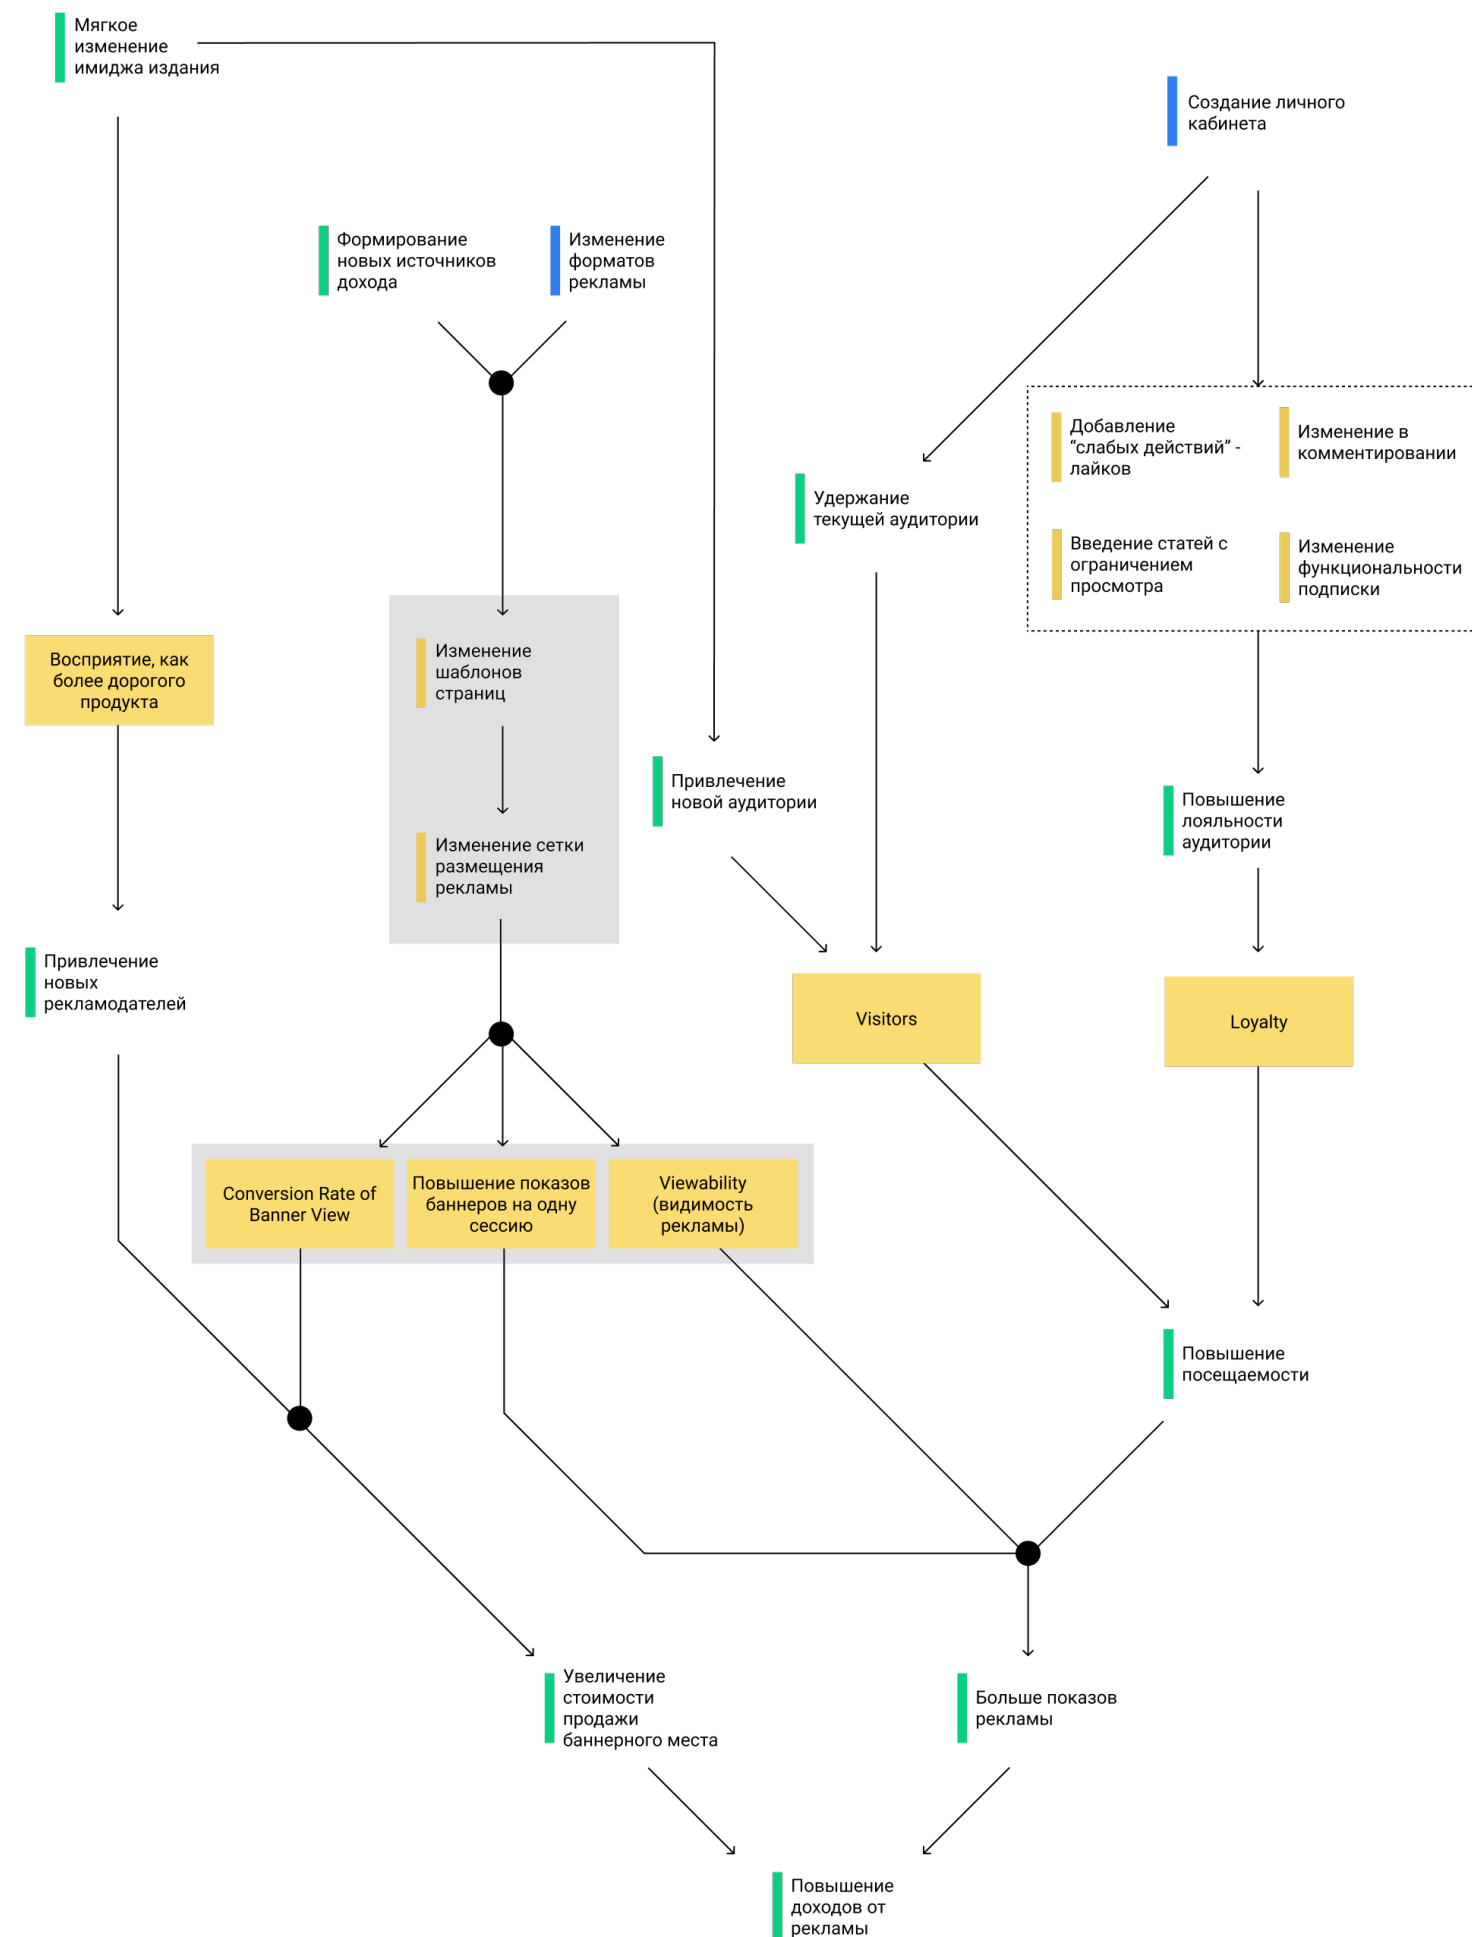 Мягкое
изменение
имиджа издания
Создание личного
кабинета
Формирование
новых источников
дохода
Изменение
форматов
рекламы
Добавление
“слабых действий” -
лайков
Изменение в
комментировании
Удержание
текущей аудитории
Введение статей с
ограничением
просмотра
Изменение
функциональности
подписки
Восприятие, как
более дорогого
продукта
Изменение
шаблонов
страниц
Привлечение
новой аудитории
Повышение
лояльности
аудитории
Изменение сетки
размещения
рекламы
Привлечение
новых
рекламодателей
Visitors
Loyalty
Conversion Rate of
Banner View
Повышение показов
баннеров на одну
сессию
Viewability
(видимость
рекламы)
Повышение
посещаемости
Увеличение
стоимости
продажи
баннерного места
Больше показов
рекламы
Повышение
доходов от
рекламы